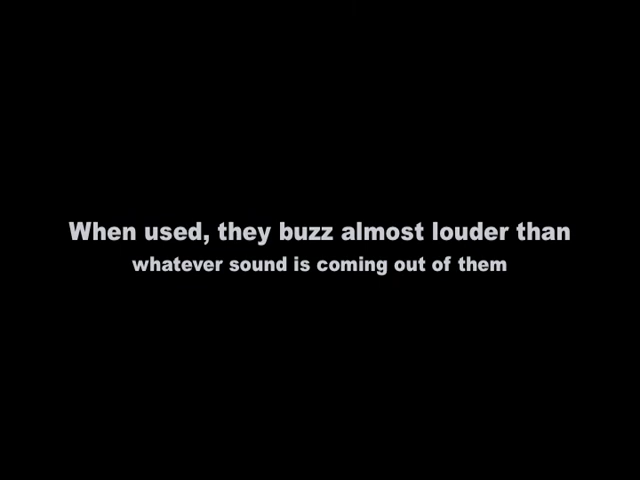 When used, they buzz almost louder than
whatever sound is coming out of them